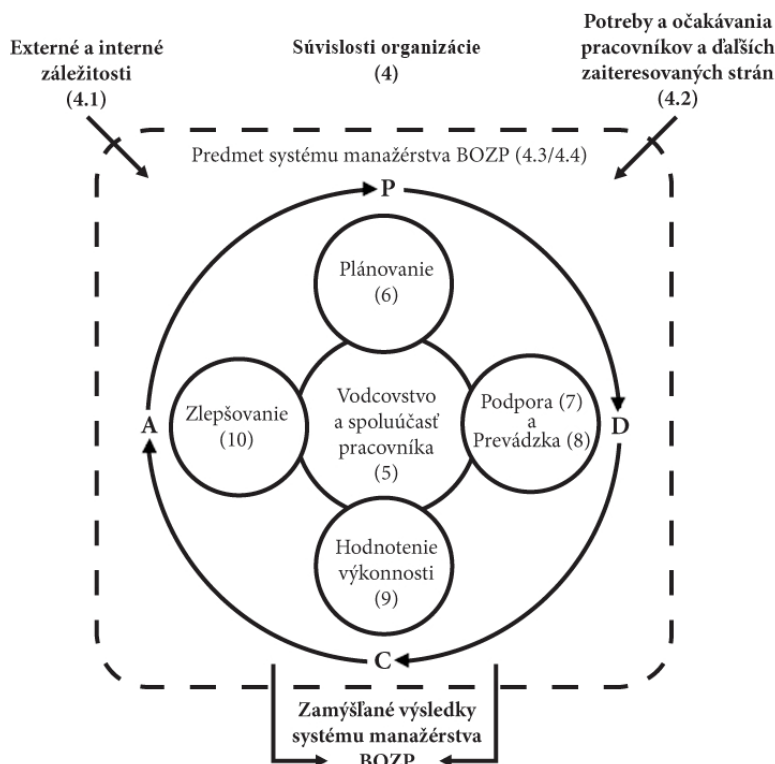 Externé a interné
záležitosti
(4.1)
Súvislosti organizácie
(4)
Potreby a očakávania
pracovníkov a ďaľších
zaiteresovaných strán
(4.2)
Predmet systému manažérstva BOZP (4.3/4.4)
P
Plánovanie
(6)
A
Zlepšovanie
(10)
Vodcovstvo
a spoluúčasť
pracovníka
(5)
Podpora (7)
a
Prevádzka (8)
D
Hodnotenie
výkonnosti
(9)
C
Zamýšľané výsledky
systému manažérstva
BOZP